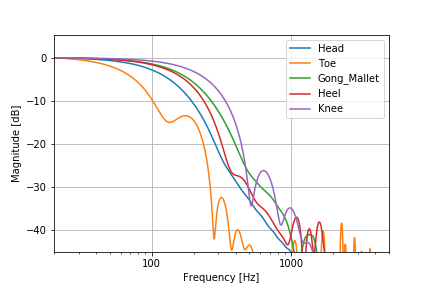 Head
Toe
Gong_Mallet
Heel
Knee
0
−10
−20
−30
−40
Magnitude [dB]
100
1000
Frequency [Hz]